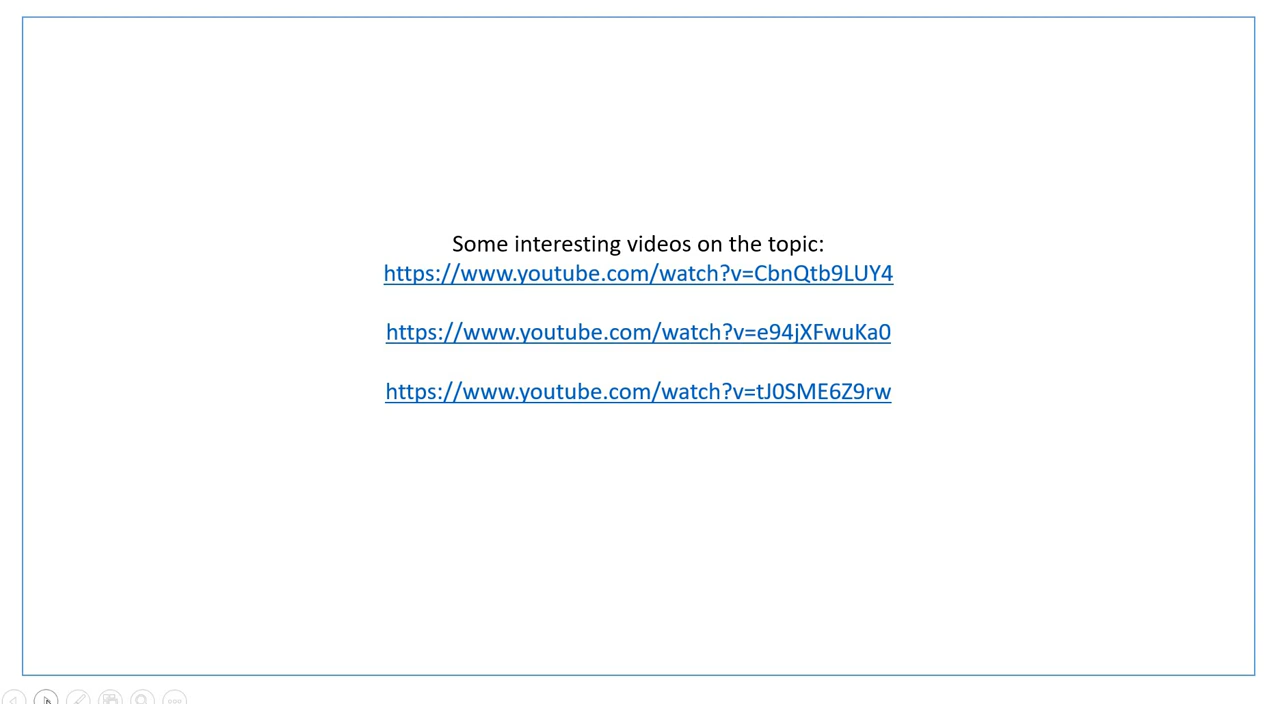 Some interesting videos on the topic:
https://www.youtube.com/watch?v=CbnQtb9LUY4
https://www.youtube.com/watch?v=e94jXFwuKa0
https://www.youtube.com/watch?v=tJ0SME6Z9rw